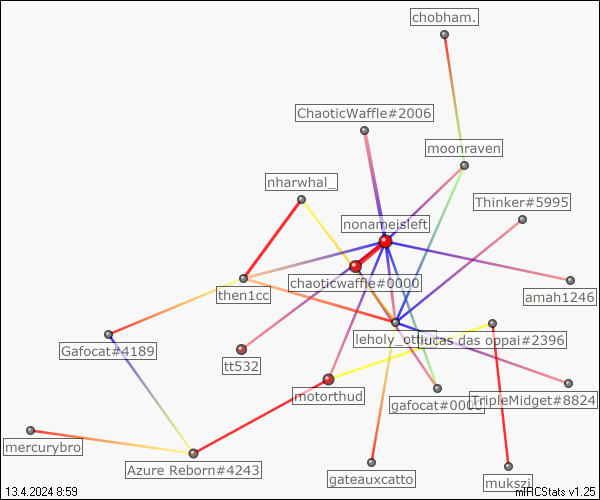 chobham.
ChaoticWaffle#2006
moonraven
nharwhal_
Thinker#5995
nonameisleft
chaoticwaffle#0000
then1cc
amah1246
leholy_otl
lucas das oppai#2396
Gafocat#4189
tt532
motorthud
gafocat#000
TripleMidget#8824
mercurybro
Azure Reborn#4243
gateauxcatto
mukszi
13.4.2024 8:59
mIRCStats v1.25